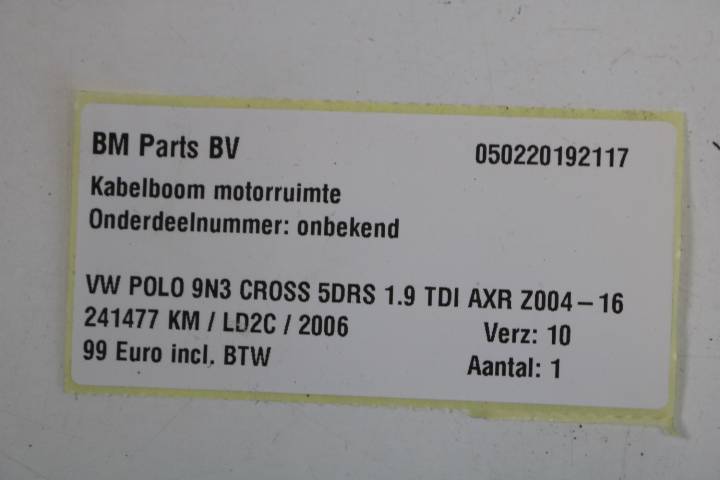 BM Parts BV 050220192117
Kabelboom motorruimte
Onderdeelnummer: onbekend
VW POLO 9N3 CROSS 5DRS 1.9 TDI AXR Z004-16
241477 KM / LD2C / 2006 Verz: 10
99 Euro incl. BTW Aantal: 1